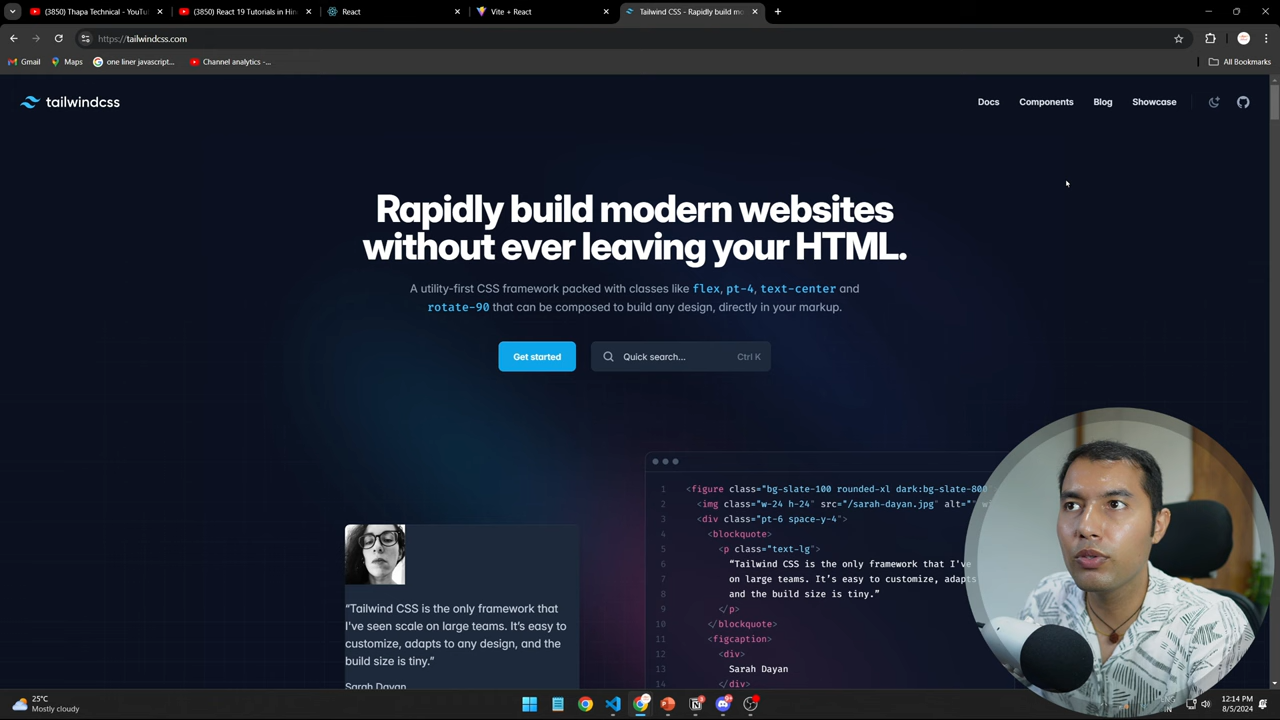 (3850) Thapa Technical - YouTu
(3850) React 19 Tutorials in Hin
React
Vite + React
Tailwind CSS - Rapidly build mo
https://tailwindcss.com
Gmail
Maps
one liner javascript...
Channel analytics -...
All Bookmarks
tailwindcss
Docs
Components
Blog
Showcase
Rapidly build modern websites
without ever leaving your HTML.
A utility-first CSS framework packed with classes like flex, pt-4, text-center and
rotate-90 that can be composed to build any design, directly in your markup.
Get started
Quick search...
Ctrl K
“Tailwind CSS is the only framework that
I've seen scale on large teams. It’s easy to
customize, adapts to any design, and the
build size is tiny.”
Sarah Dayan
1 <figure class="bg-slate-100 rounded-xl dark:bg-slate-800
2 <img class="w-24 h-24" src="/sarah-dayan.jpg" alt="" w
3 <div class="pt-6 space-y-4">
4 <blockquote>
5 <p class="text-lg">
6 “Tailwind CSS is the only framework that I've
7 on large teams. It’s easy to customize, adapts
8 and the build size is tiny.”
9 </p>
10 </blockquote>
11 <figcaption>
12 <div>
13 Sarah Dayan
14 </div>
25°C
Mostly cloudy
IN
12:14 PM
8/5/2024